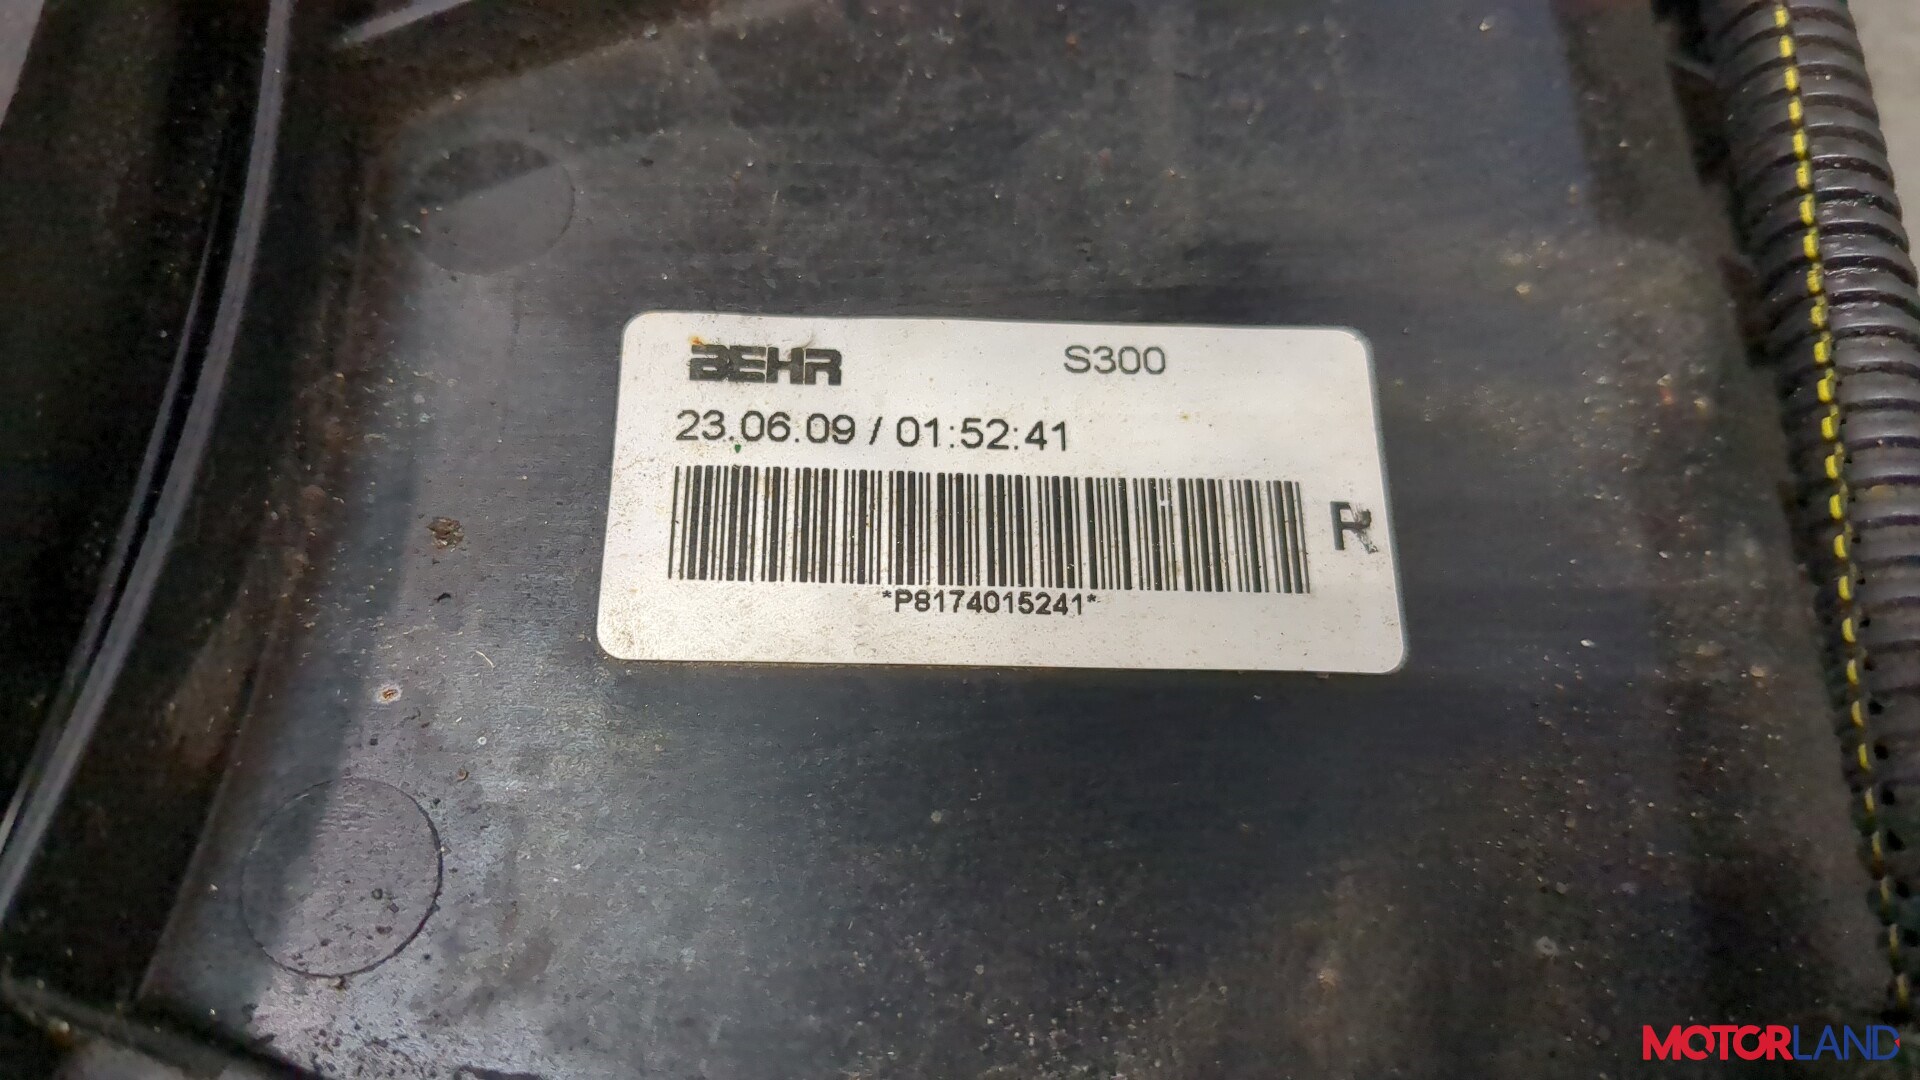 BEHR S300
23.06.09 / 01:52:41
R
*P8174015241*
MOTORLAND